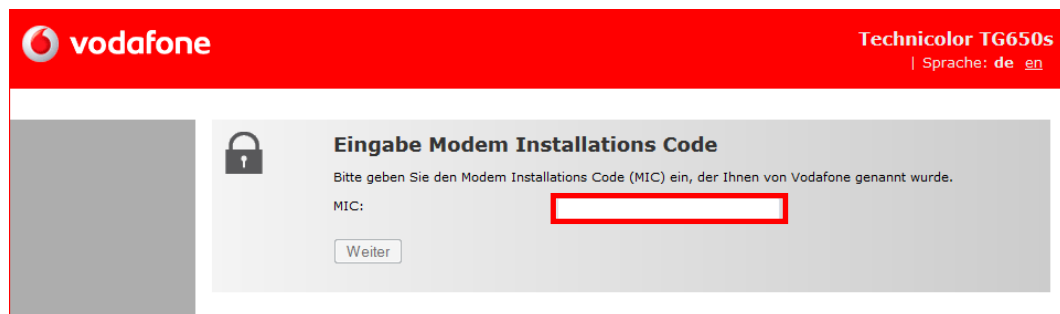 vodafone
Technicolor TG650s
| Sprache: de en
Eingabe Modem Installations Code
Bitte geben Sie den Modem Installations Code (MIC) ein, der Ihnen von Vodafone genannt wurde.
MIC:
Weiter